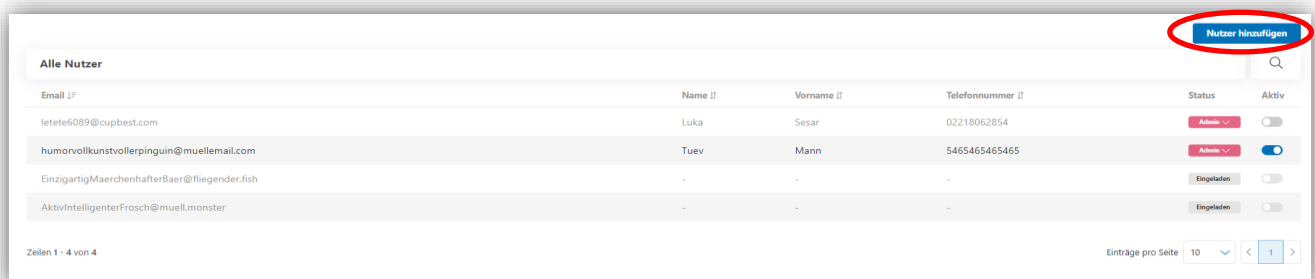 Nutzer hinzufügen
Alle Nutzer
Email Name Vorname Telefonnummer Status Aktiv
letete6089@cupbest.com Luka Sesar 02218062854 Admin
humorvollkunstvollerpinguin@muellemail.com Tuev Mann 5465465465465 Admin
EinzigartigMaerchenhafterBaer@fliegender.fish - - - Eingeladen
AktivIntelligenterFrosch@muell.monster - - - Eingeladen
Zeilen 1 - 4 von 4 Einträge pro Seite 10 < 1 >